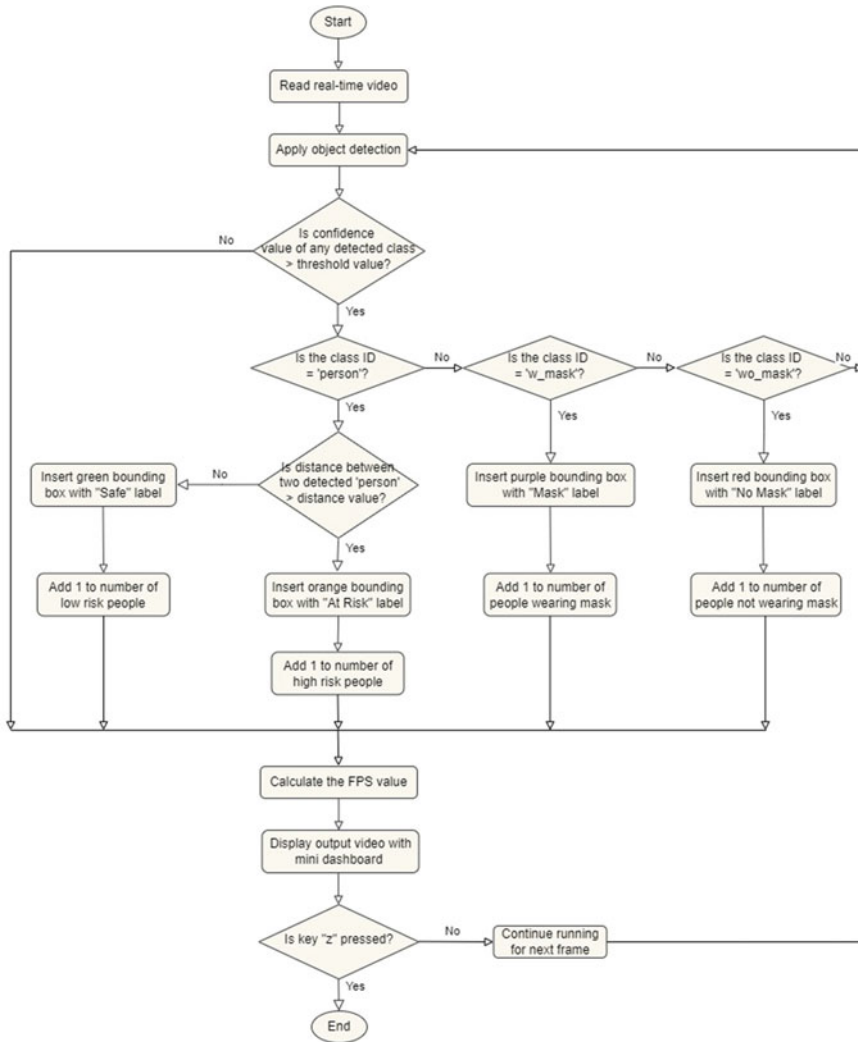 Start
Read real-time video
Apply object detection
Is confidence
value of any detected class
> threshold value?
No
Yes
Is the class ID
= 'person'?
No
Is the class ID
= 'w_mask'?
No
Is the class ID
= 'wo_mask'?
No
Yes
Yes
Yes
Is distance between
two detected 'person'
> distance value?
No
Yes
Insert green bounding
box with "Safe" label
Insert purple bounding box
with "Mask" label
Insert red bounding box
with "No Mask" label
Add 1 to number of
low risk people
Insert orange bounding
box with "At Risk" label
Add 1 to number of
people wearing mask
Add 1 to number of
people not wearing mask
Add 1 to number of
high risk people
Calculate the FPS value
Display output video with
mini dashboard
Is key "z" pressed?
No
Continue running
for next frame
Yes
End